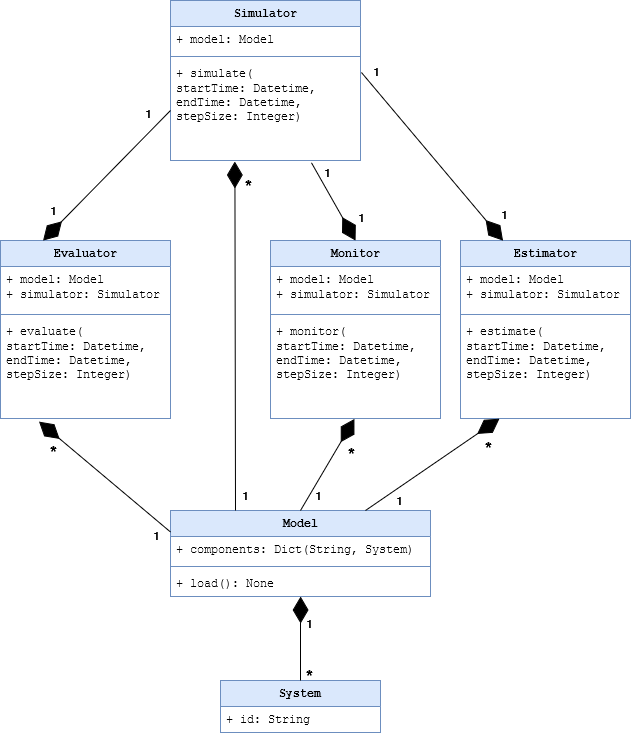 Simulator
+ model: Model
+ simulate(
startTime: Datetime,
endTime: Datetime,
stepSize: Integer)
1
1
1
*
1
1
1
1
Evaluator
+ model: Model
+ simulator: Simulator
+ evaluate(
startTime: Datetime,
endTime: Datetime,
stepSize: Integer)
Monitor
+ model: Model
+ simulator: Simulator
+ monitor(
startTime: Datetime,
endTime: Datetime,
stepSize: Integer)
Estimator
+ model: Model
+ simulator: Simulator
+ estimate(
startTime: Datetime,
endTime: Datetime,
stepSize: Integer)
*
*
*
1
1
1
1
Model
+ components: Dict(String, System)
+ load(): None
1
*
System
+ id: String